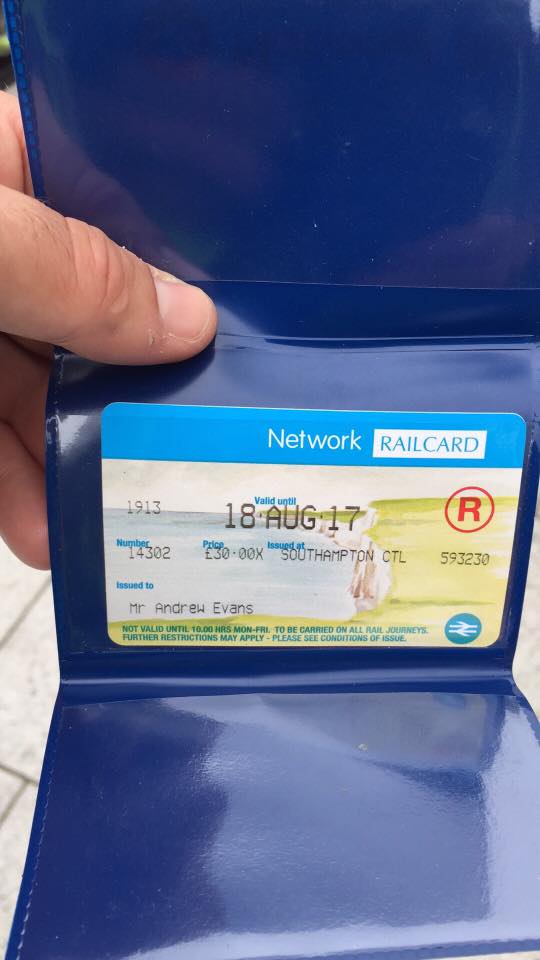 Network RAILCARD
1913
Valid until
18 AUG 17
R
Number
14302
Price
£30·00X
Issued at
SOUTHAMPTON CTL
593230
Issued to
Mr Andrew Evans
NOT VALID UNTIL 10.00 HRS MON-FRI. TO BE CARRIED ON ALL RAIL JOURNEYS.
FURTHER RESTRICTIONS MAY APPLY - PLEASE SEE CONDITIONS OF ISSUE.